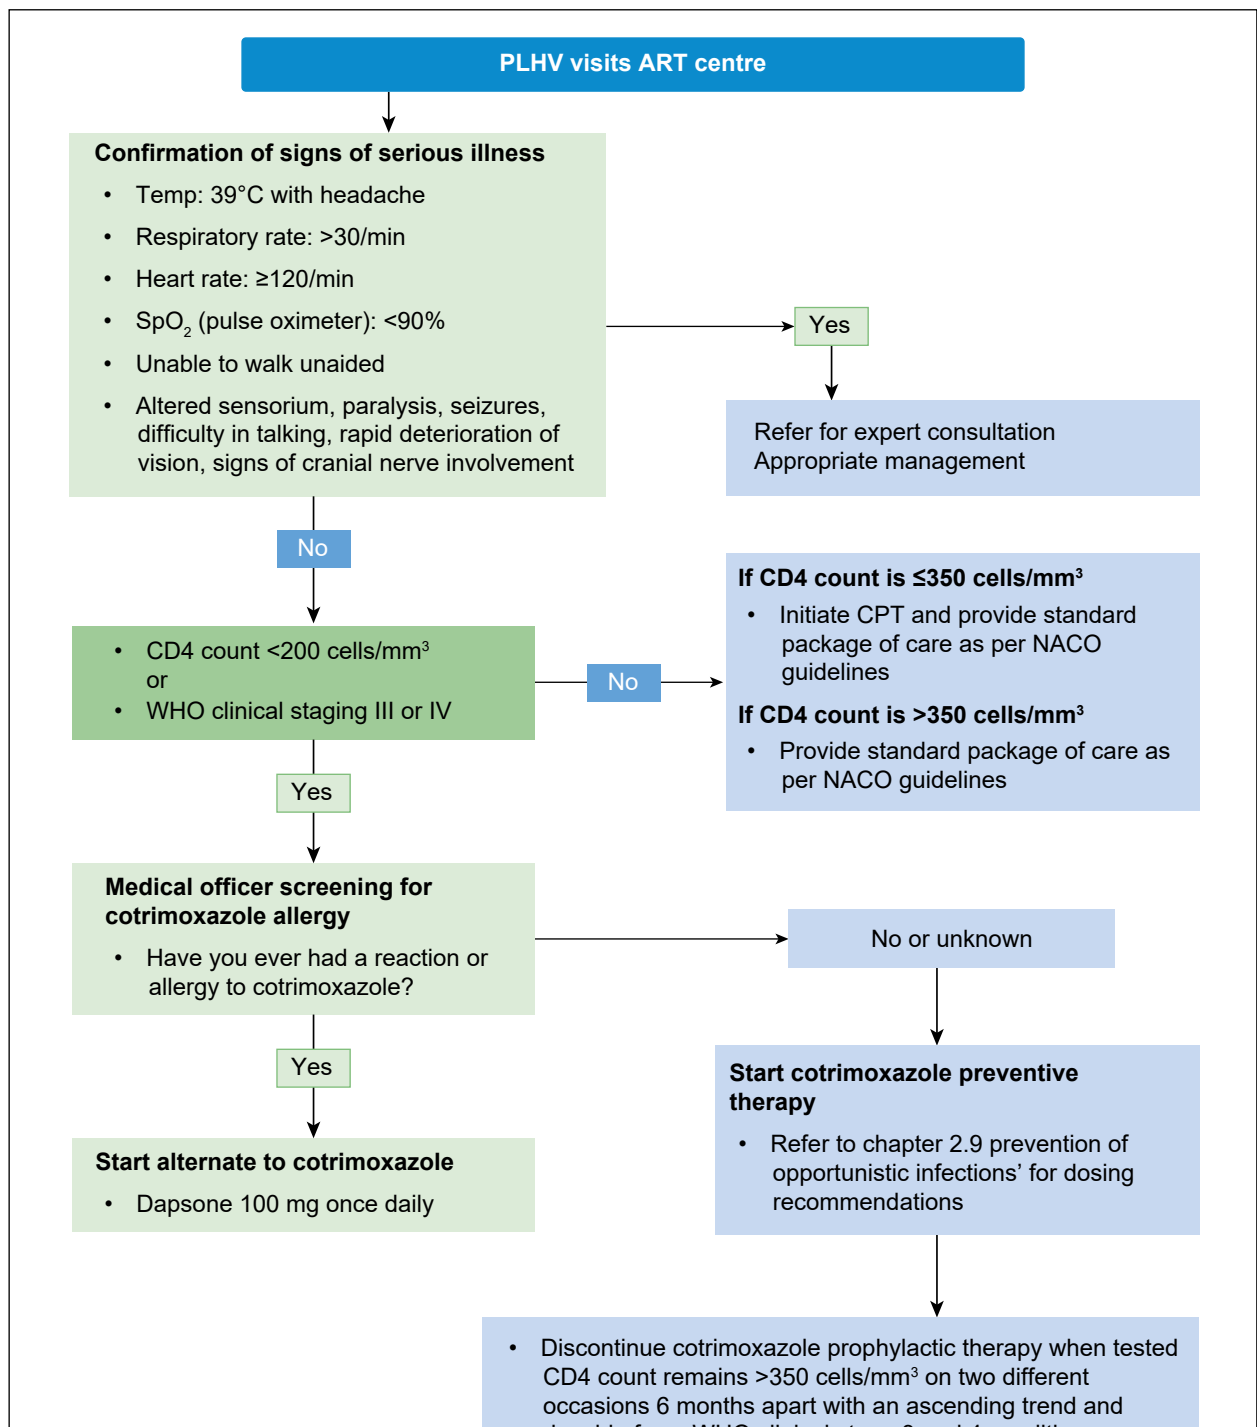 PLHV visits ART centre
Confirmation of signs of serious illness
• Temp: 39°C with headache
• Respiratory rate: >30/min
• Heart rate: ≥120/min
• SpO₂ (pulse oximeter): <90%
• Unable to walk unaided
• Altered sensorium, paralysis, seizures,
difficulty in talking, rapid deterioration of
vision, signs of cranial nerve involvement
Yes
Refer for expert consultation
Appropriate management
No
• CD4 count <200 cells/mm³
or
• WHO clinical staging III or IV
No
If CD4 count is ≤350 cells/mm³
• Initiate CPT and provide standard
package of care as per NACO
guidelines
If CD4 count is >350 cells/mm³
• Provide standard package of care as
per NACO guidelines
Yes
Medical officer screening for
cotrimoxazole allergy
• Have you ever had a reaction or
allergy to cotrimoxazole?
No or unknown
Yes
Start alternate to cotrimoxazole
• Dapsone 100 mg once daily
Start cotrimoxazole preventive
therapy
• Refer to chapter 2.9 prevention of
opportunistic infections’ for dosing
recommendations
• Discontinue cotrimoxazole prophylactic therapy when tested
CD4 count remains >350 cells/mm³ on two different
occasions 6 months apart with an ascending trend and